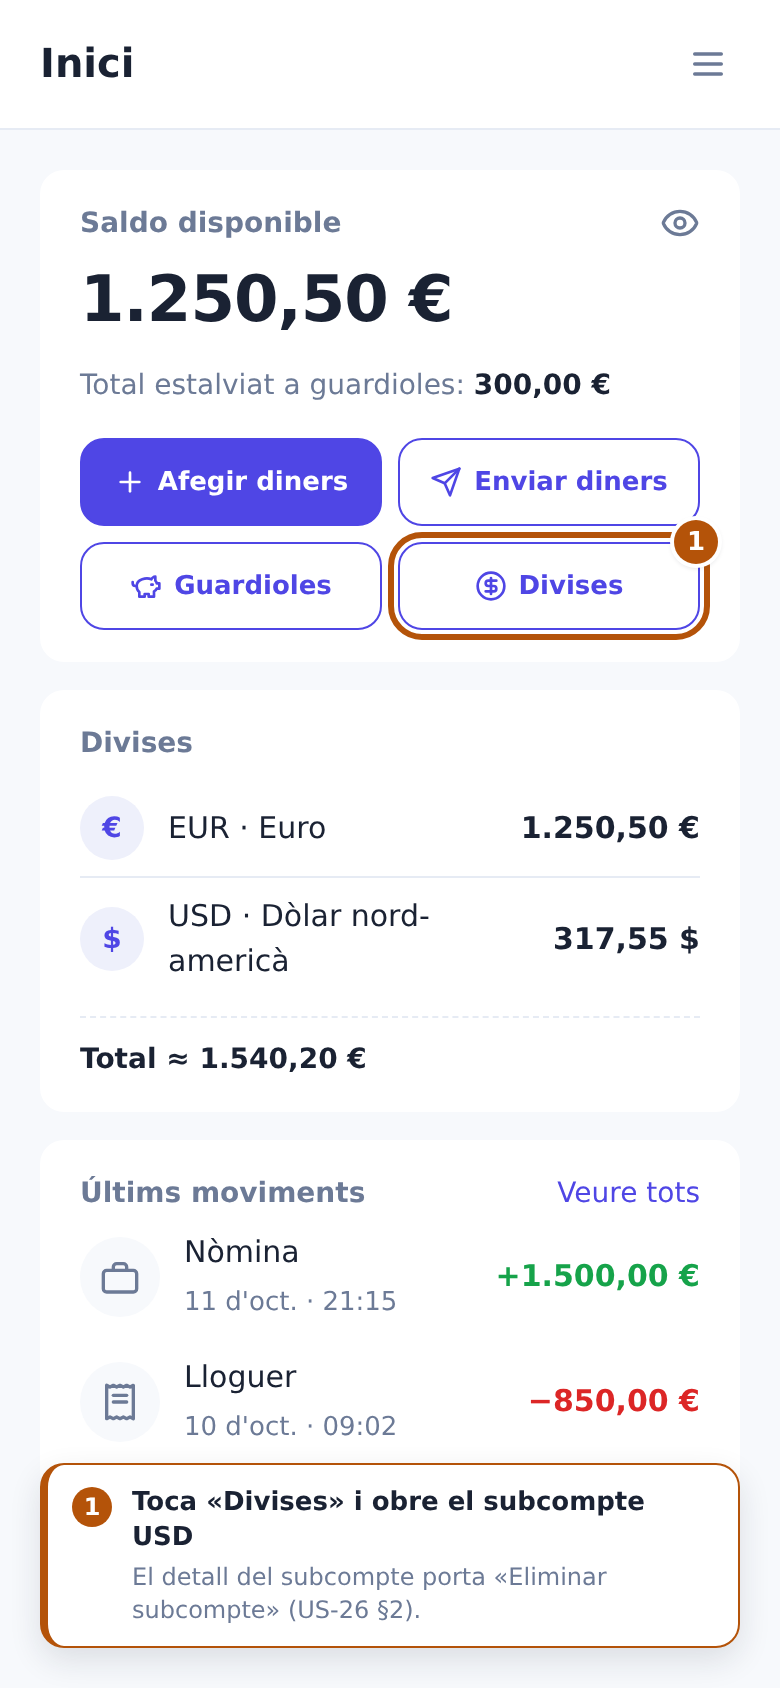 Inici
Saldo disponible
1.250,50 €
Total estalviat a guardioles: 300,00 €
Afegir diners
Enviar diners
1
Guardioles
Divises
Divises
€ EUR · Euro 1.250,50 €
$ USD · Dòlar nord-
americà 317,55 $
Total ≈ 1.540,20 €
Últims moviments Veure tots
Nòmina
11 d'oct. · 21:15
+1.500,00 €
Lloguer
10 d'oct. · 09:02
−850,00 €
1 Toca «Divises» i obre el subcompte
USD
El detall del subcompte porta «Eliminar
subcompte» (US-26 §2).